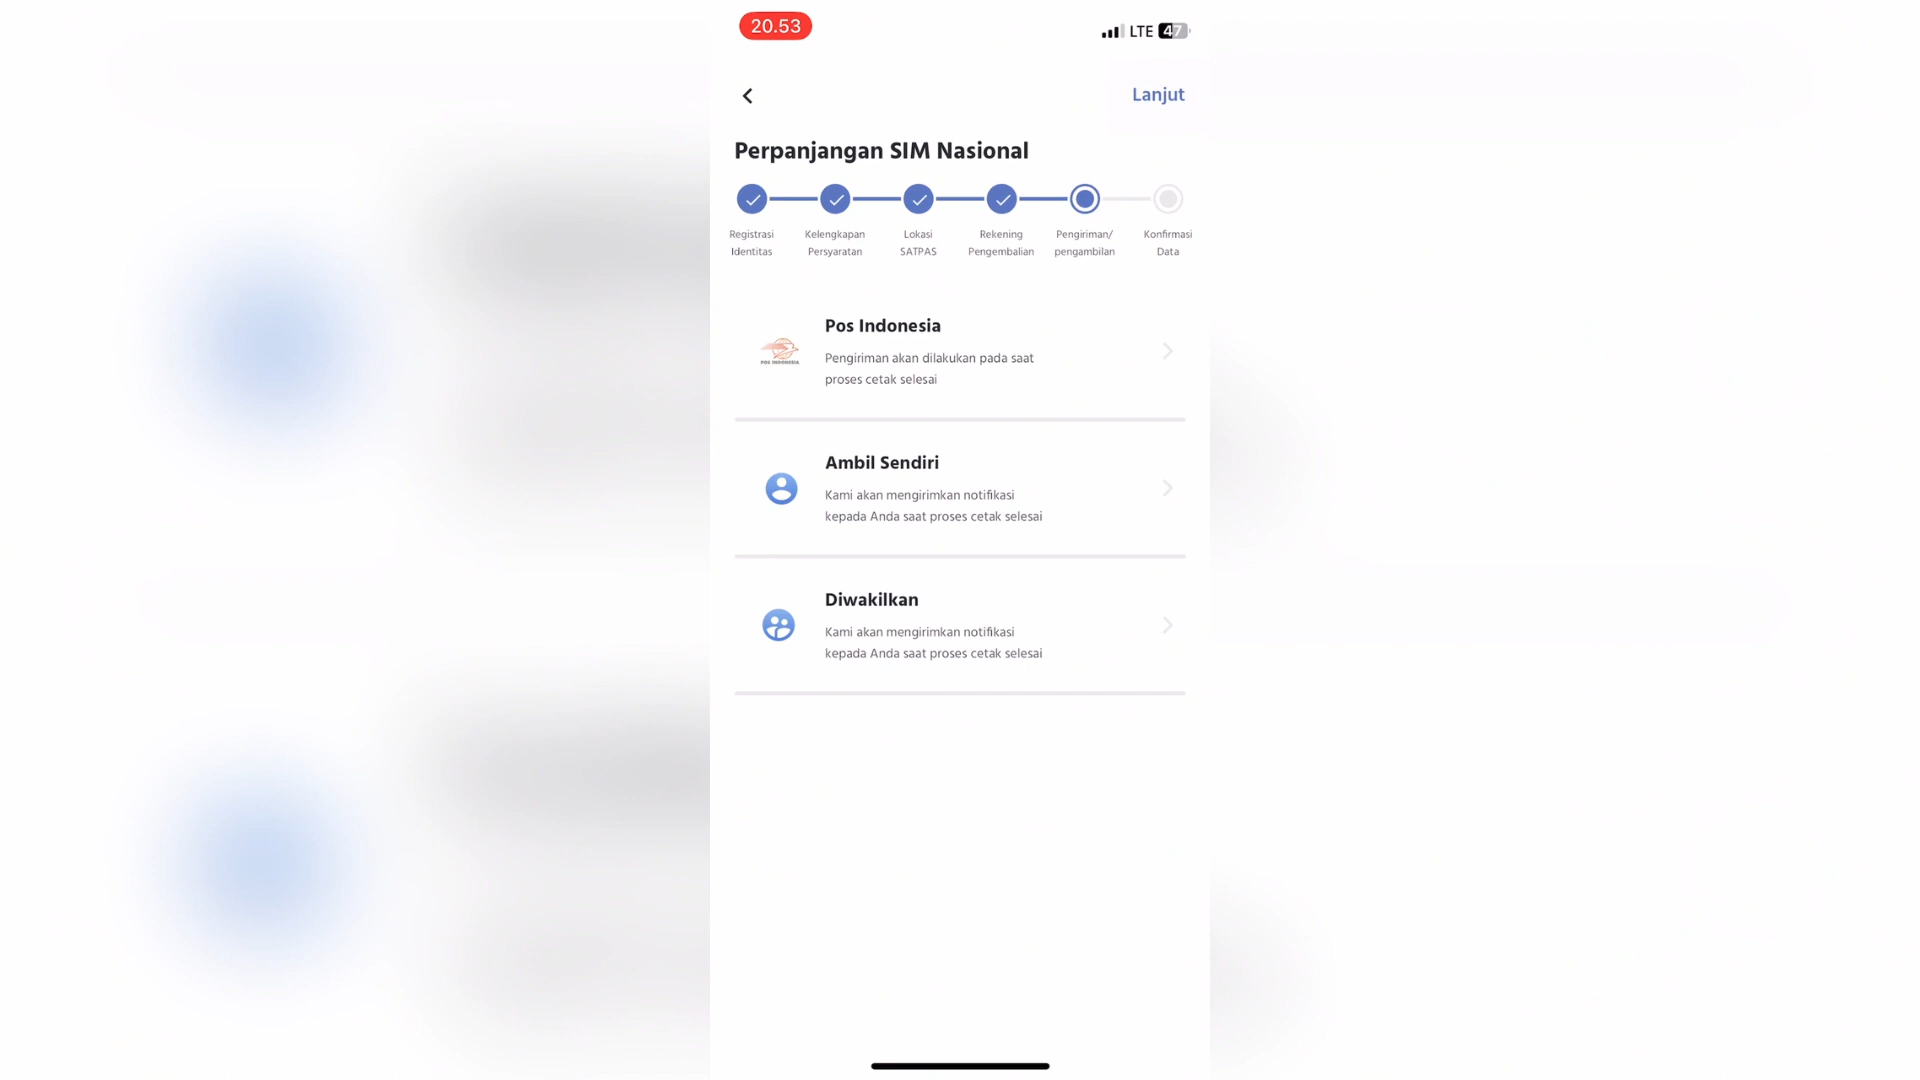 20.53
LTE 47
Lanjut
Perpanjangan SIM Nasional
Registrasi Identitas
Kelengkapan Persyaratan
Lokasi SATPAS
Rekening Pengembalian
Pengiriman/ pengambilan
Konfirmasi Data
Pos Indonesia
POS INDONESIA
Pengiriman akan dilakukan pada saat
proses cetak selesai
Ambil Sendiri
Kami akan mengirimkan notifikasi
kepada Anda saat proses cetak selesai
Diwakilkan
Kami akan mengirimkan notifikasi
kepada Anda saat proses cetak selesai